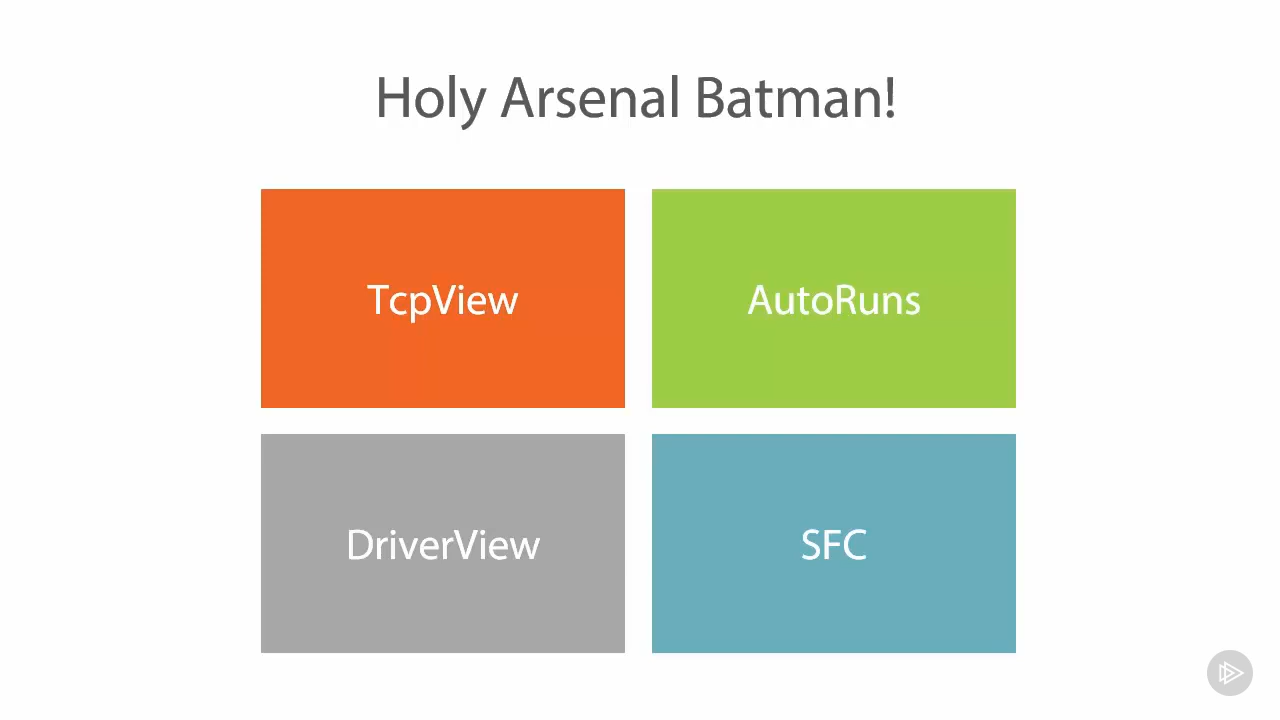 Holy Arsenal Batman!
TcpView
AutoRuns
DriverView
SFC